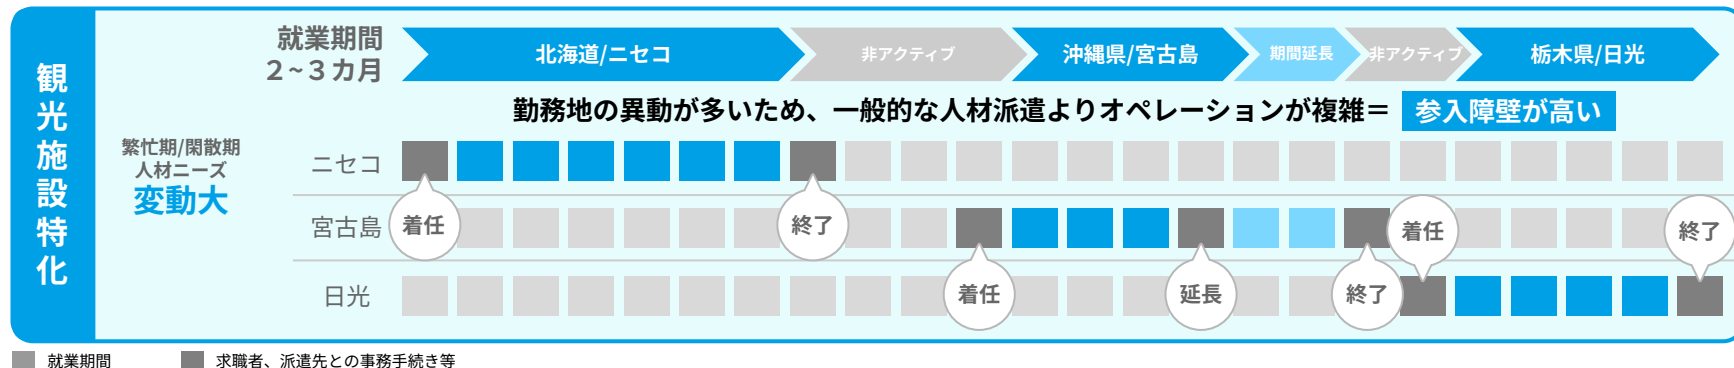 観光施設特化
就業期間
2~3カ月
北海道/ニセコ
非アクティブ
沖縄県/宮古島
期間延長
非アクティブ
栃木県/日光
勤務地の異動が多いため、一般的な人材派遣よりオペレーションが複雑＝ 参入障壁が高い
繁忙期/閑散期
人材ニーズ
変動大
ニセコ
着任
終了
宮古島
着任
延長
終了
日光
着任
終了
就業期間
求職者、派遣先との事務手続き等